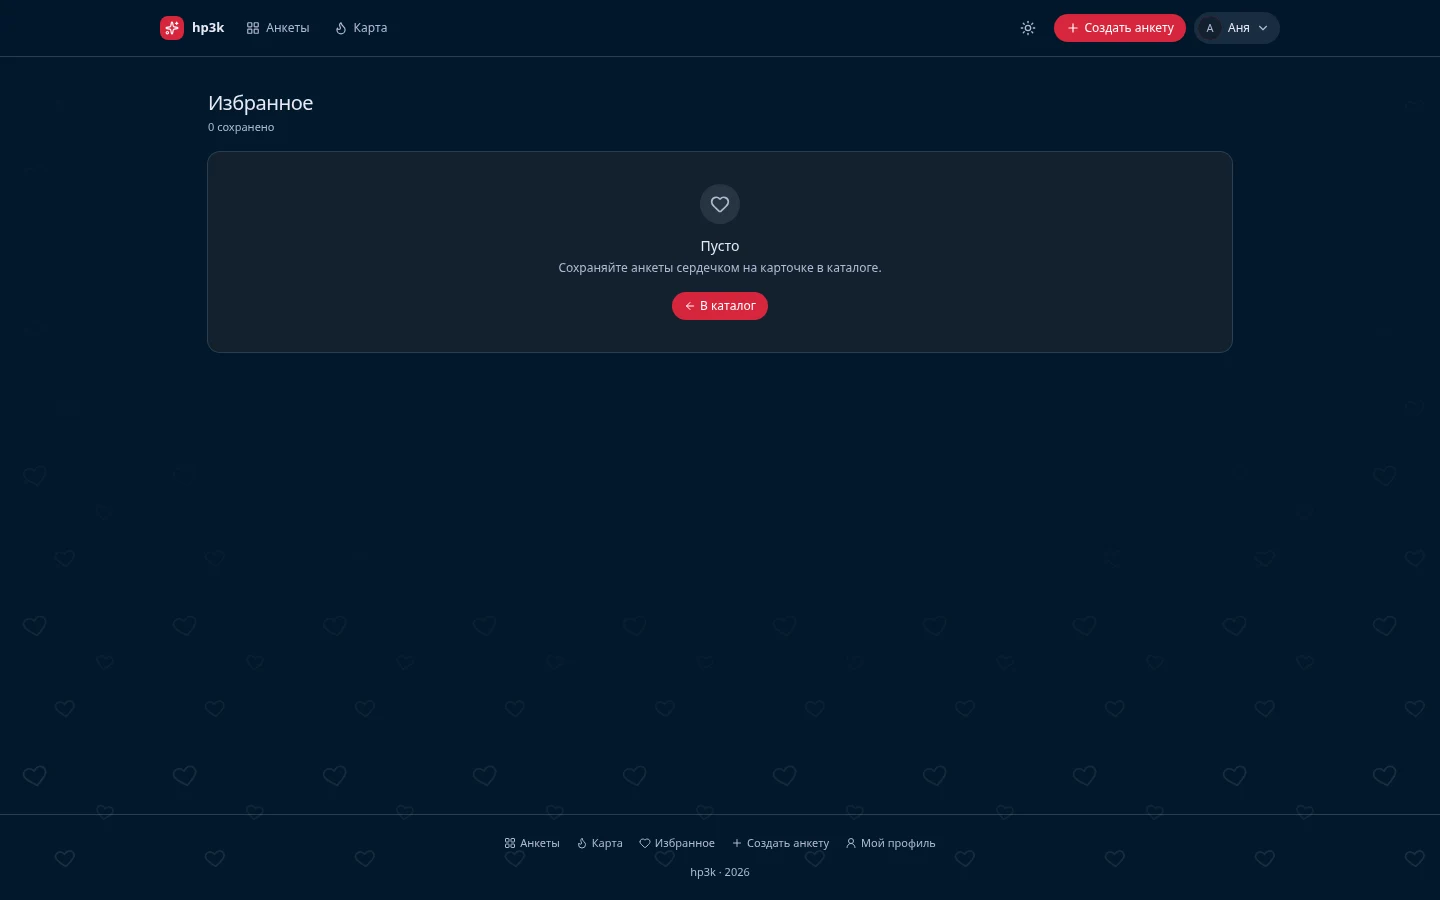 hp3k
Анкеты
Карта
Создать анкету
А
Аня
Избранное
0 сохранено
Пусто
Сохраняйте анкеты сердечком на карточке в каталоге.
В каталог
Анкеты
Карта
Избранное
Создать анкету
Мой профиль
hp3k · 2026